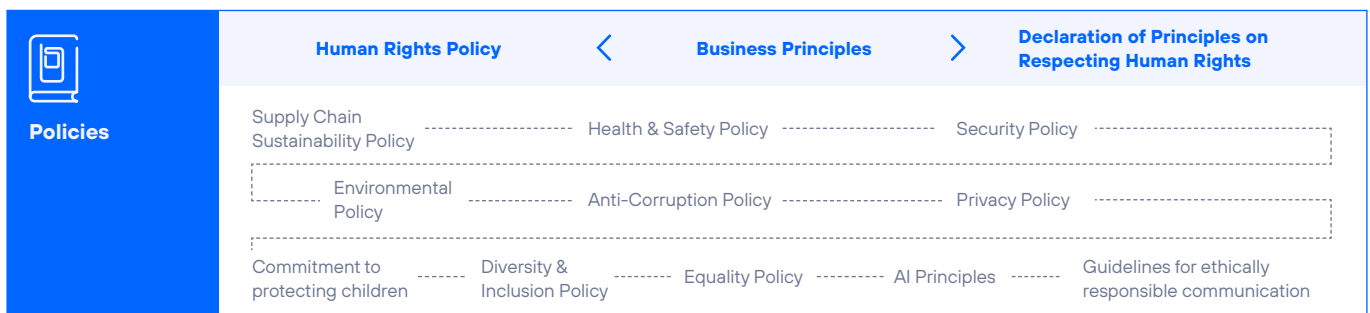 Policies
Human Rights Policy
Business Principles
Declaration of Principles on
Respecting Human Rights
Supply Chain
Sustainability Policy
Health & Safety Policy
Security Policy
Environmental
Policy
Anti-Corruption Policy
Privacy Policy
Commitment to
protecting children
Diversity &
Inclusion Policy
Equality Policy
AI Principles
Guidelines for ethically
responsible communication